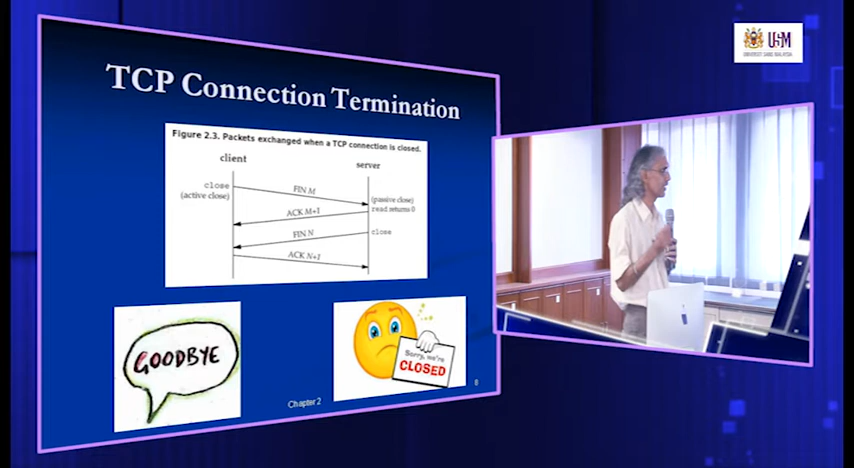 TCP Connection Termination
Figure 2.3. Packets exchanged when a TCP connection is closed.
client
server
close
(active close)
FIN M
(passive close)
read returns 0
ACK M+1
close
FIN N
ACK N+1
GOODBYE
Sorry, we're
CLOSED
Chapter 2
8
USM
UNIVERSITI SAINS MALAYSIA